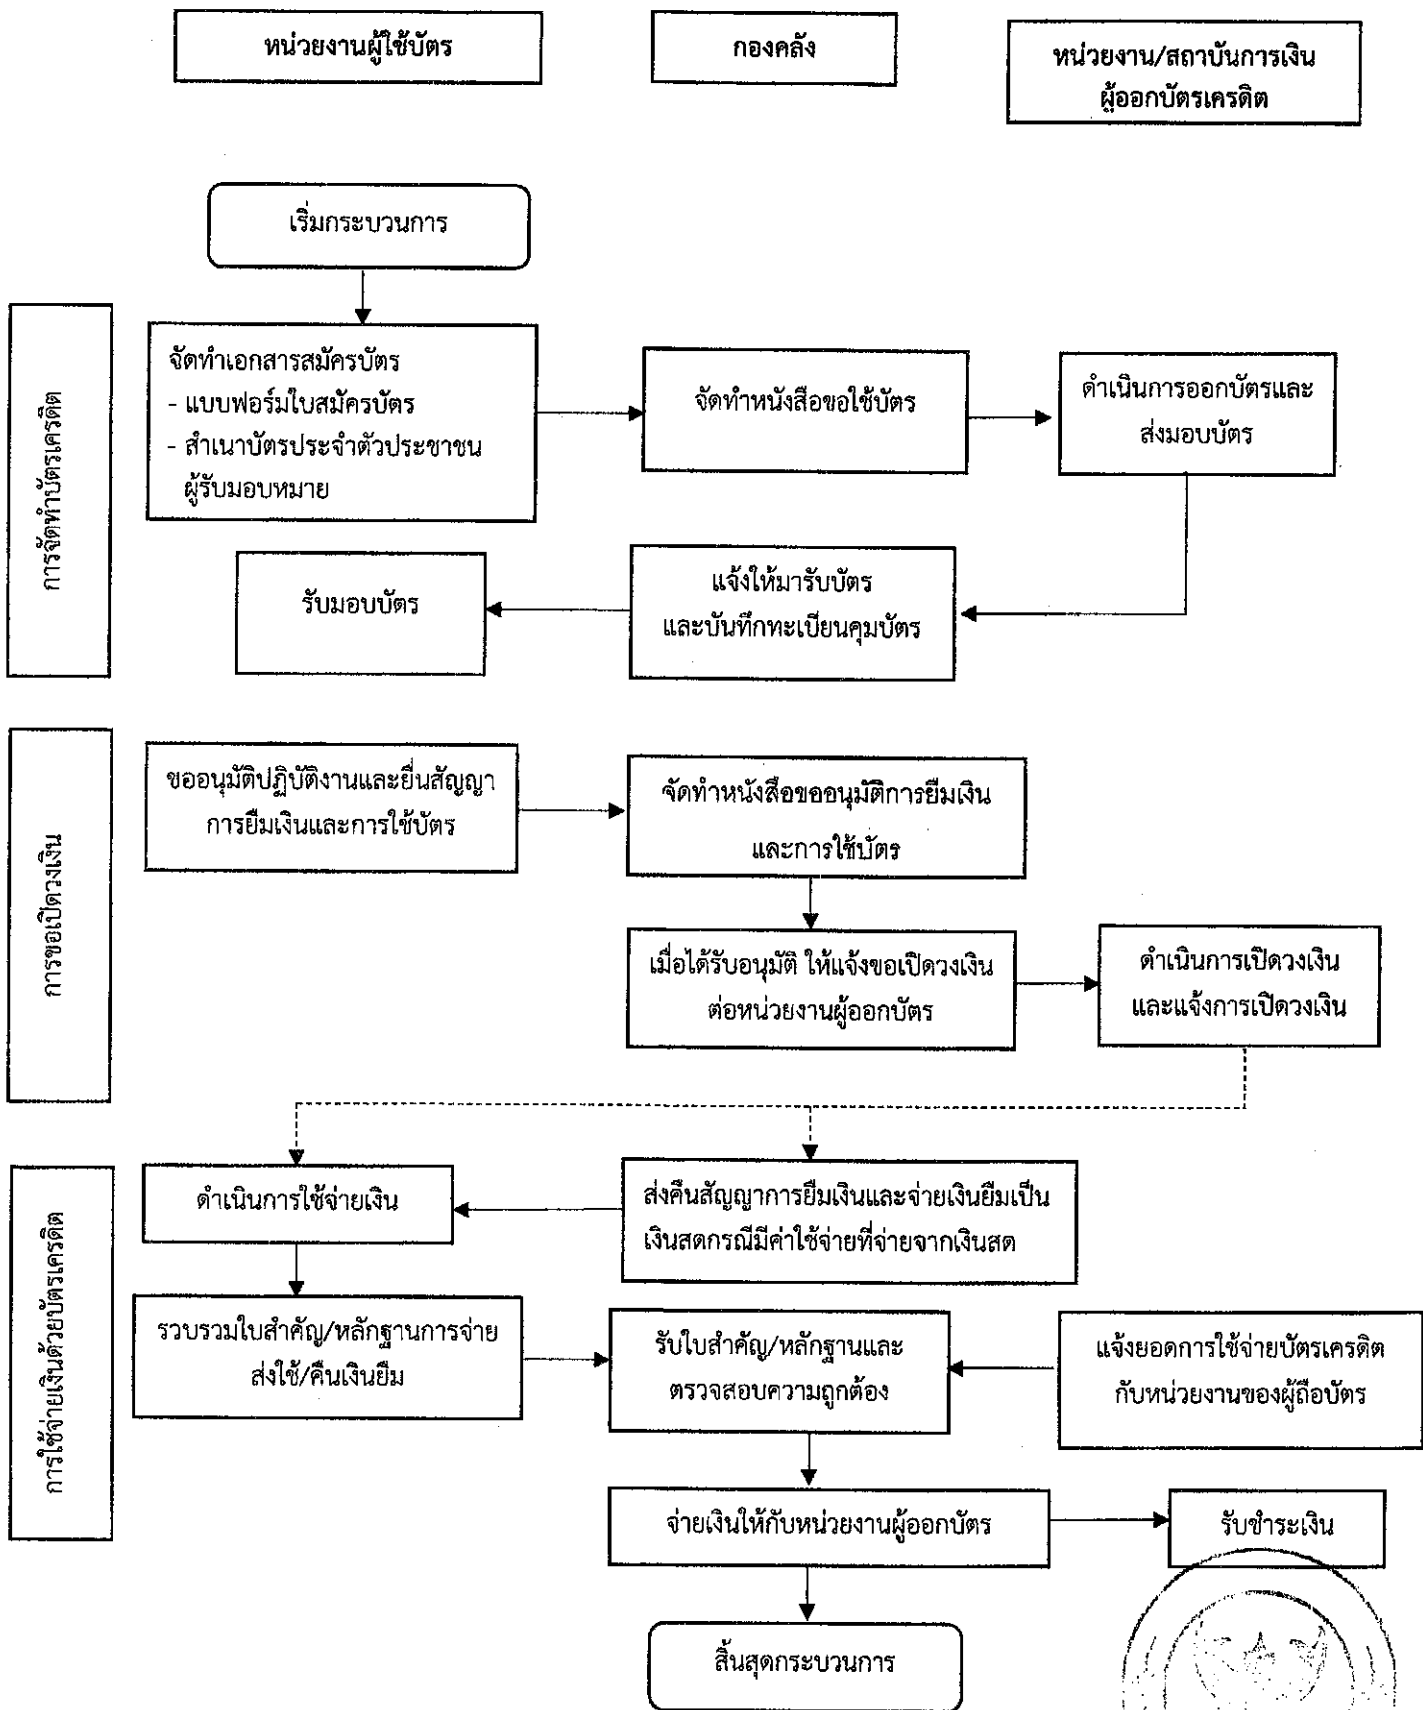 หน่วยงานผู้ใช้บัตร
กองคลัง
หน่วยงาน/สถาบันการเงิน
ผู้ออกบัตรเครดิต
เริ่มกระบวนการ
การจัดทำบัตรเครดิต
จัดทำเอกสารสมัครบัตร
- แบบฟอร์มใบสมัครบัตร
- สำเนาบัตรประจำตัวประชาชน
ผู้รับมอบหมาย
จัดทำหนังสือขอใช้บัตร
ดำเนินการออกบัตรและ
ส่งมอบบัตร
รับมอบบัตร
แจ้งให้มารับบัตร
และบันทึกทะเบียนคุมบัตร
การขอเปิดวงเงิน
ขออนุมัติปฏิบัติงานและยื่นสัญญา
การยืมเงินและการใช้บัตร
จัดทำหนังสือขออนุมัติการยืมเงิน
และการใช้บัตร
เมื่อได้รับอนุมัติ ให้แจ้งขอเปิดวงเงิน
ต่อหน่วยงานผู้ออกบัตร
ดำเนินการเปิดวงเงิน
และแจ้งการเปิดวงเงิน
การใช้จ่ายเงินด้วยบัตรเครดิต
ดำเนินการใช้จ่ายเงิน
ส่งคืนสัญญาการยืมเงินและจ่ายเงินยืมเป็น
เงินสดกรณีมีค่าใช้จ่ายที่จ่ายจากเงินสด
รวบรวมใบสำคัญ/หลักฐานการจ่าย
ส่งใช้/คืนเงินยืม
รับใบสำคัญ/หลักฐานและ
ตรวจสอบความถูกต้อง
แจ้งยอดการใช้จ่ายบัตรเครดิต
กับหน่วยงานของผู้ถือบัตร
จ่ายเงินให้กับหน่วยงานผู้ออกบัตร
รับชำระเงิน
สิ้นสุดกระบวนการ